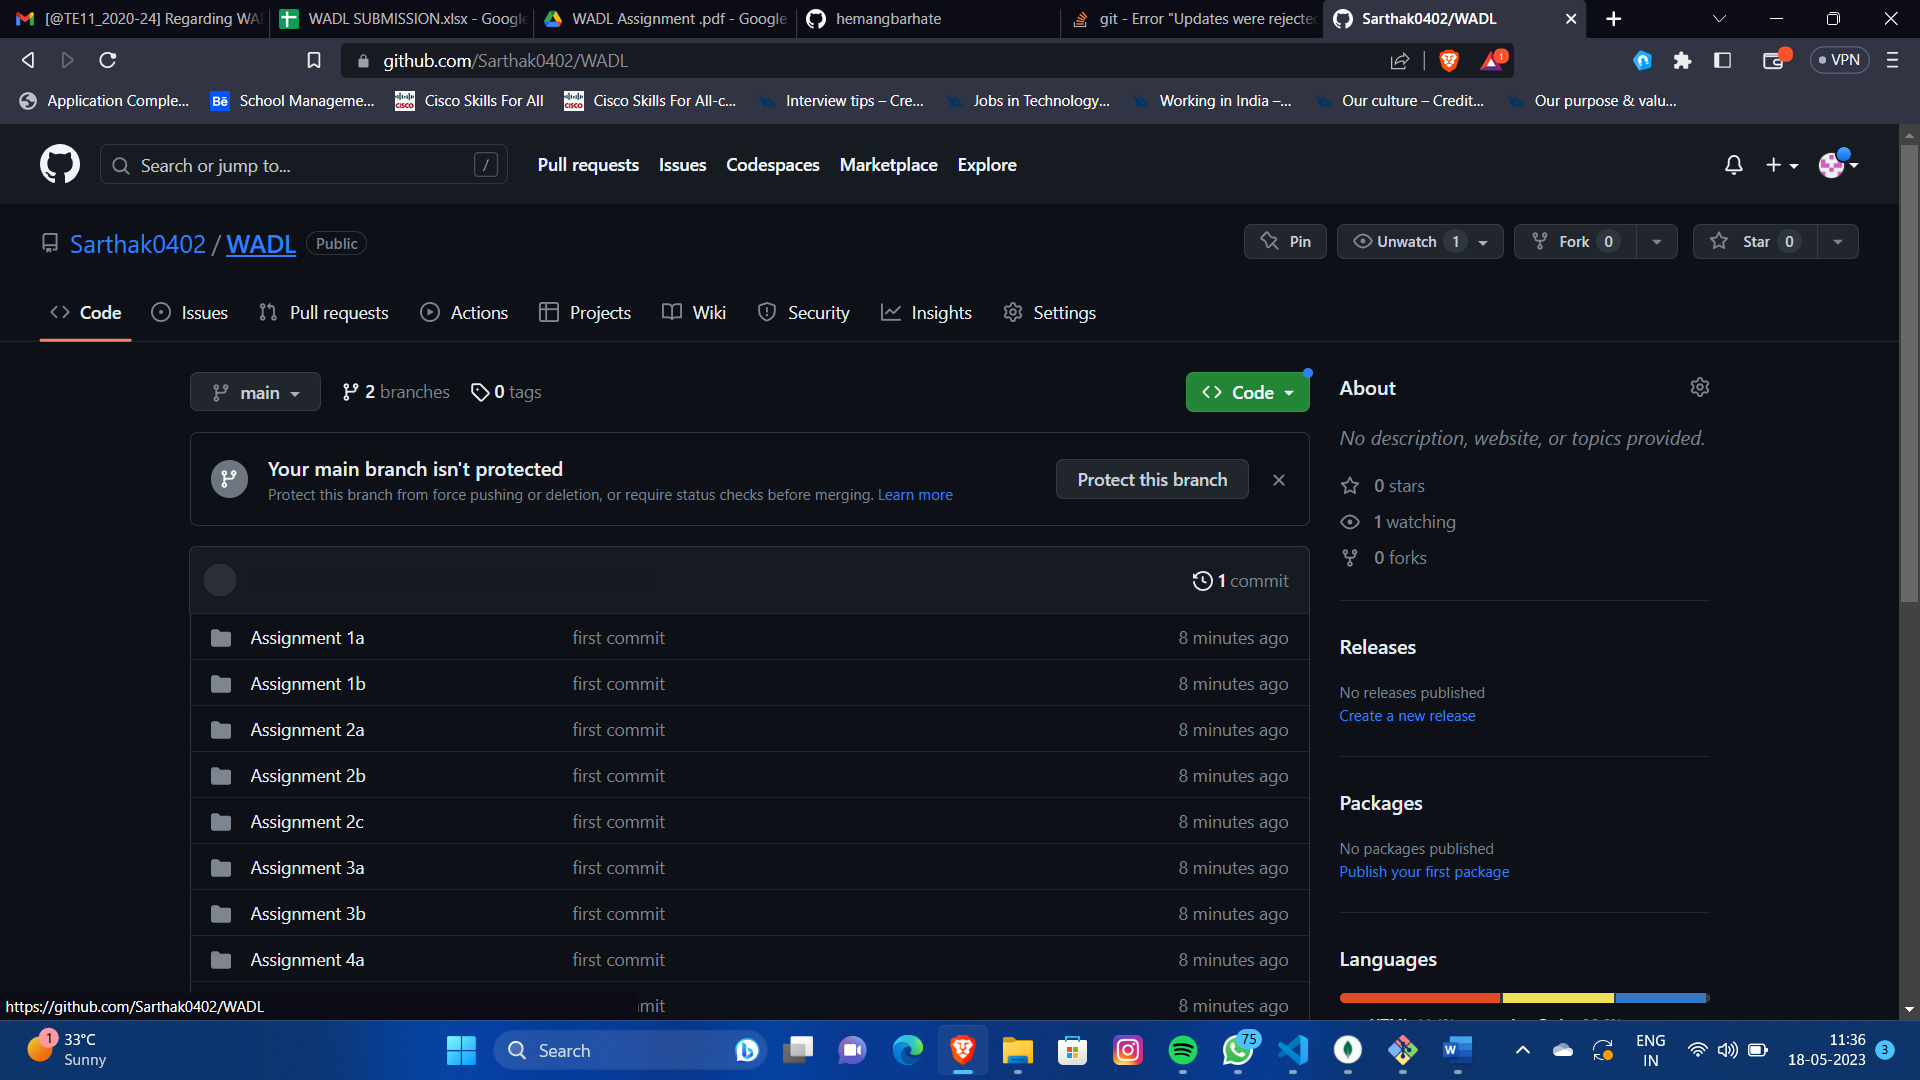 [@TE11_2020-24] Regarding WA
WADL SUBMISSION.xlsx - Google
WADL Assignment .pdf - Google
hemangbarhate
git - Error "Updates were rejecte
Sarthak0402/WADL
github.com/Sarthak0402/WADL
1
VPN
Application Comple...
Bē
School Manageme...
Cisco Skills For All
Cisco Skills For All-c...
Interview tips – Cre...
Jobs in Technology...
Working in India –...
Our culture – Credit...
Our purpose & valu...
Search or jump to...
/
Pull requests
Issues
Codespaces
Marketplace
Explore
Sarthak0402 / WADL
Public
Pin
Unwatch 1
Fork 0
Star 0
Code
Issues
Pull requests
Actions
Projects
Wiki
Security
Insights
Settings
main
2 branches
0 tags
Code
About
No description, website, or topics provided.
Your main branch isn't protected
Protect this branch from force pushing or deletion, or require status checks before merging. Learn more
Protect this branch
0 stars
1 watching
0 forks
1 commit
Assignment 1a first commit 8 minutes ago
Assignment 1b first commit 8 minutes ago
Assignment 2a first commit 8 minutes ago
Assignment 2b first commit 8 minutes ago
Assignment 2c first commit 8 minutes ago
Assignment 3a first commit 8 minutes ago
Assignment 3b first commit 8 minutes ago
Assignment 4a first commit 8 minutes ago
mit 8 minutes ago
Releases
No releases published
Create a new release
Packages
No packages published
Publish your first package
Languages
https://github.com/Sarthak0402/WADL
1
33°C
Sunny
Search
75
ENG
IN
11:36
18-05-2023
3